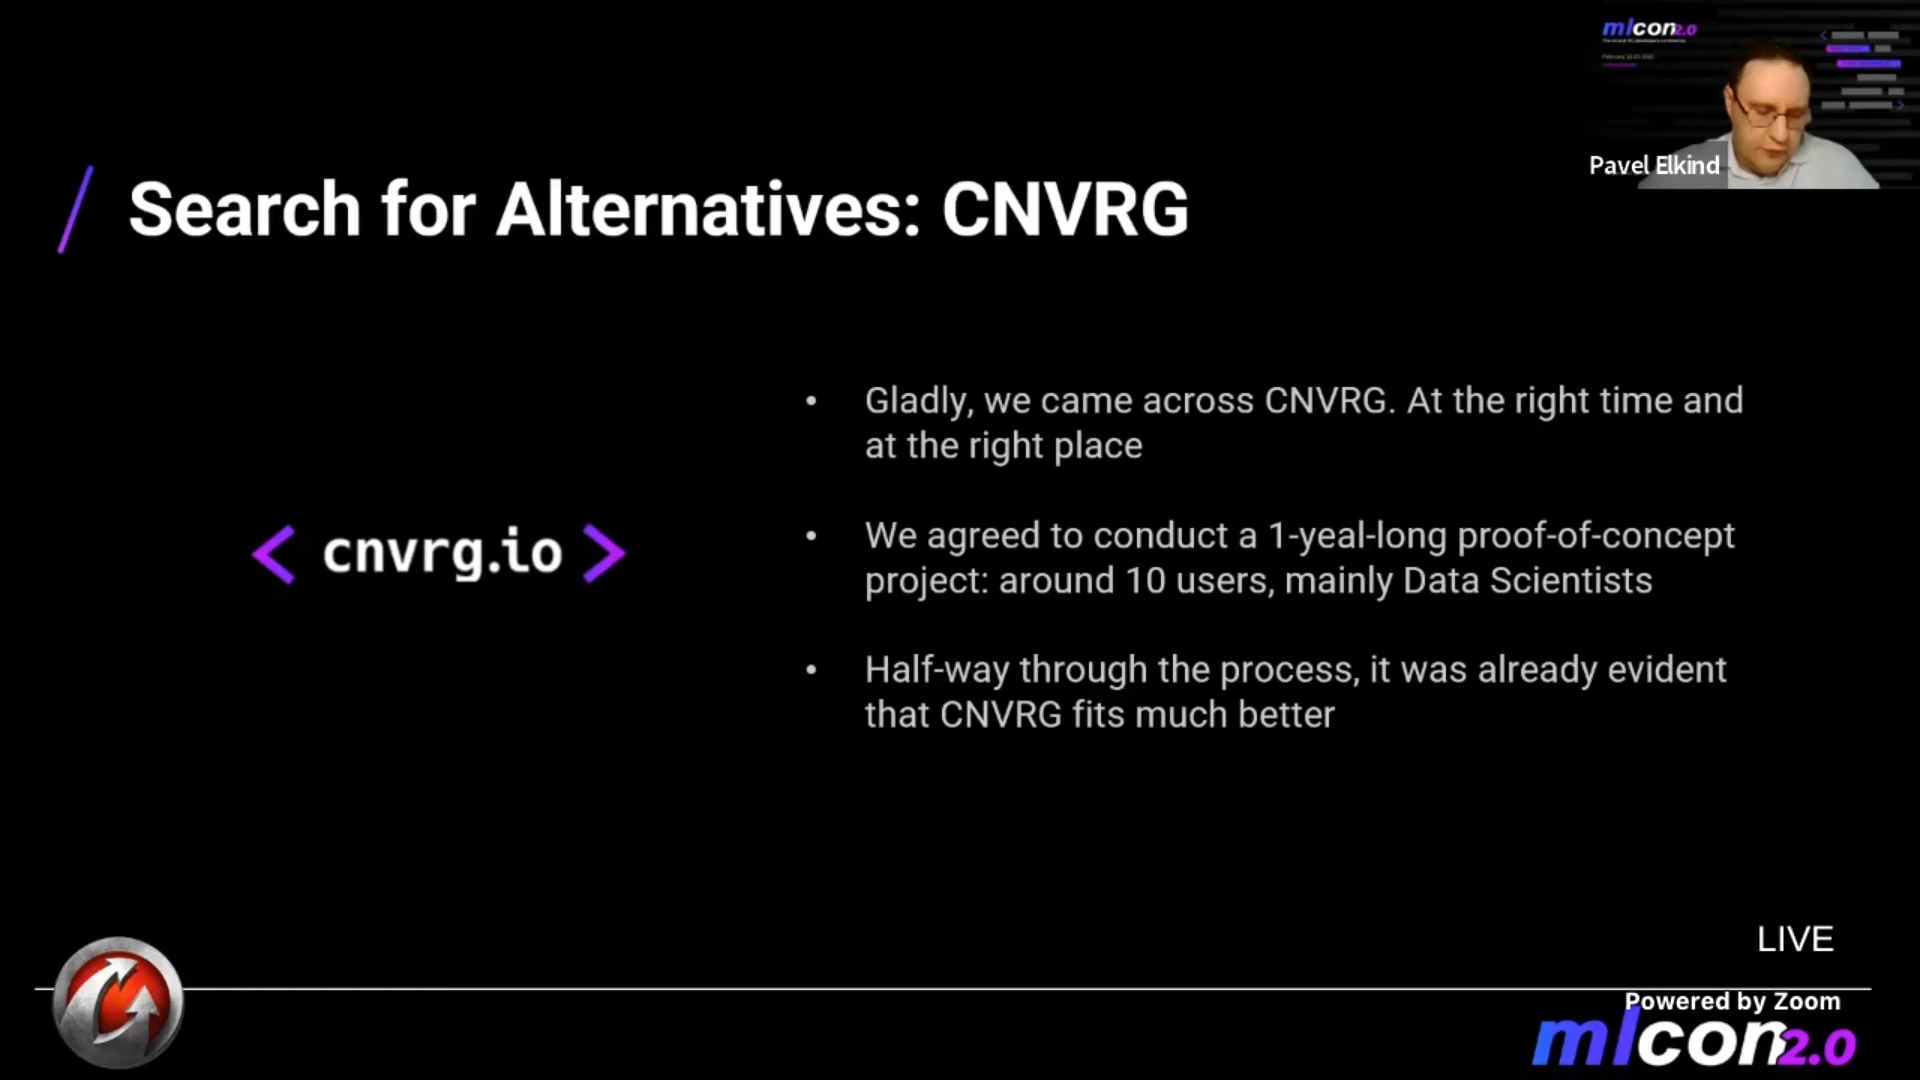 mlcon2.0
Pavel Elkind
Search for Alternatives: CNVRG
• Gladly, we came across CNVRG. At the right time and
at the right place
< cnvrg.io >
• We agreed to conduct a 1-yeal-long proof-of-concept
project: around 10 users, mainly Data Scientists
• Half-way through the process, it was already evident
that CNVRG fits much better
LIVE
Powered by Zoom
mlcon2.0